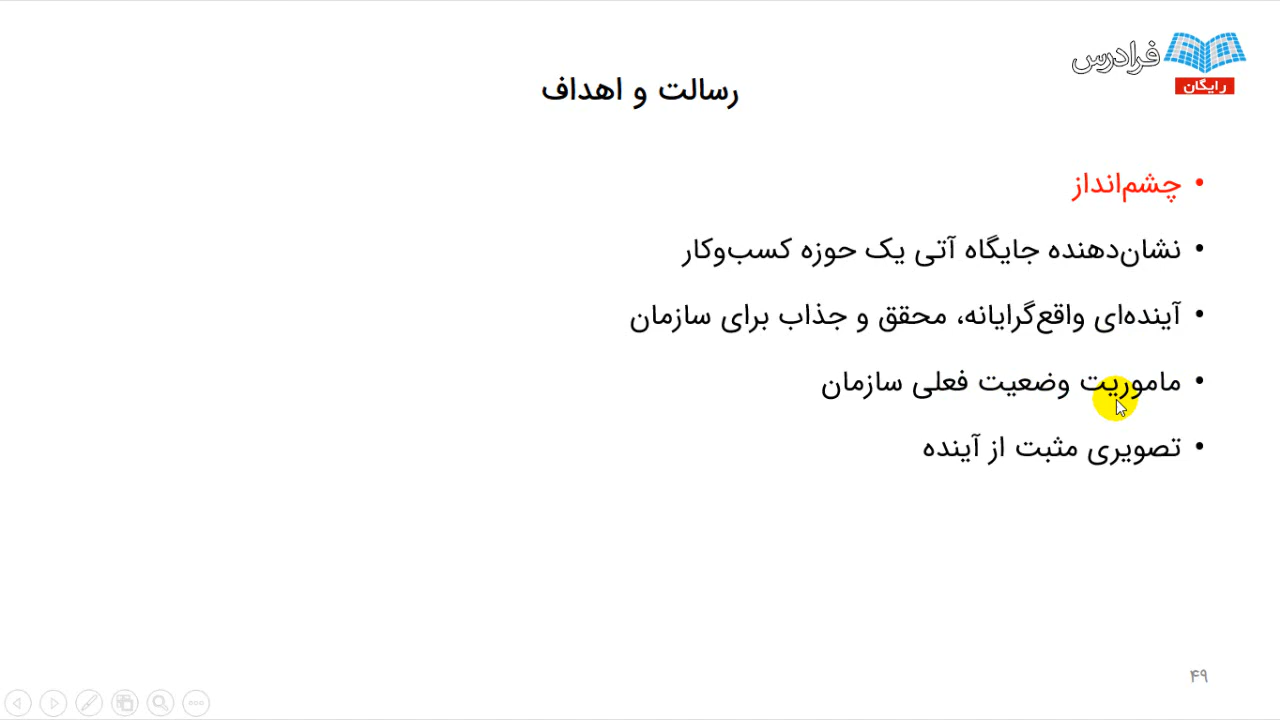 فرادرس
رایگان
رسالت و اهداف
• چشم‌انداز
• نشان‌دهنده جایگاه آتی یک حوزه کسب‌وکار
• آینده‌ای واقع‌گرایانه، محقق و جذاب برای سازمان
• ماموریت وضعیت فعلی سازمان
• تصویری مثبت از آینده
۴۹